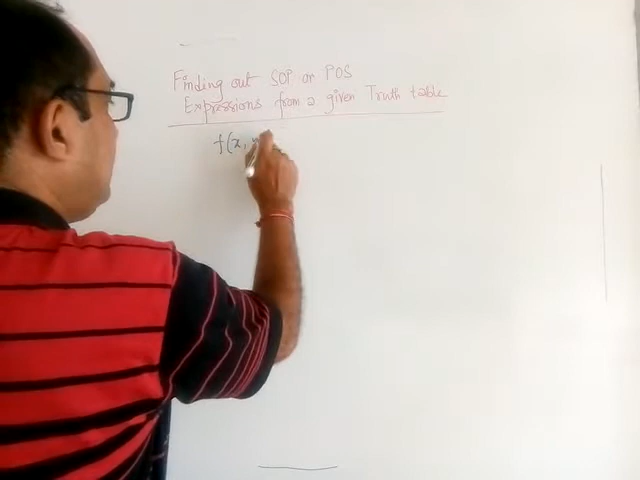 Finding out SOP or POS
Expressions from a given Truth table
f(x, y